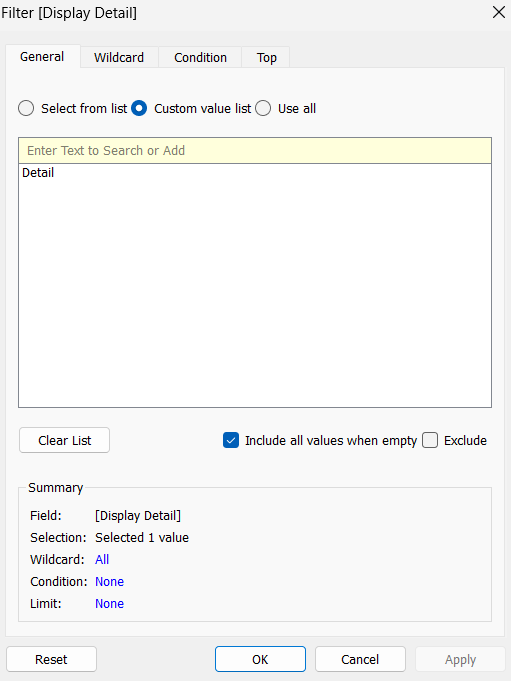 Filter [Display Detail]
General Wildcard Condition Top
Select from list Custom value list Use all
Enter Text to Search or Add
Detail
Clear List Include all values when empty Exclude
Summary
Field: [Display Detail]
Selection: Selected 1 value
Wildcard: All
Condition: None
Limit: None
Reset OK Cancel Apply